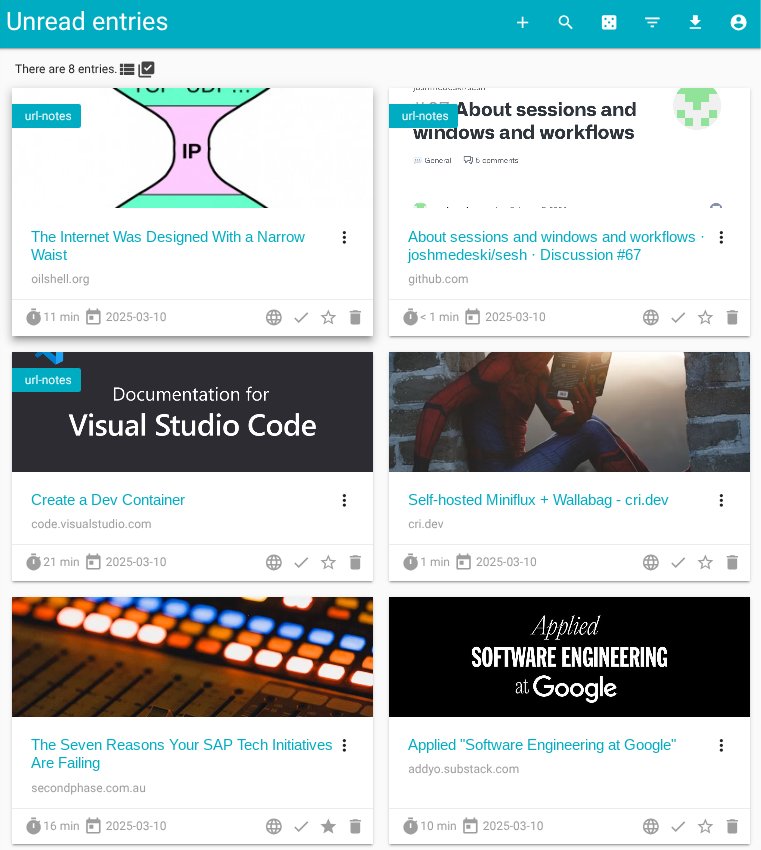 Unread entries
There are 8 entries.
TCP UDP ...
url-notes
IP
The Internet Was Designed With a Narrow
Waist
oilshell.org
11 min 2025-03-10
joshmedeski/sesh
url-notes
#67 About sessions and
windows and workflows
General 5 comments
About sessions and windows and workflows ·
joshmedeski/sesh · Discussion #67
github.com
< 1 min 2025-03-10
url-notes
Documentation for
Visual Studio Code
Create a Dev Container
code.visualstudio.com
21 min 2025-03-10
Self-hosted Miniflux + Wallabag - cri.dev
cri.dev
1 min 2025-03-10
The Seven Reasons Your SAP Tech Initiatives
Are Failing
secondphase.com.au
16 min 2025-03-10
Applied
SOFTWARE ENGINEERING
at Google
Applied "Software Engineering at Google"
addyo.substack.com
10 min 2025-03-10